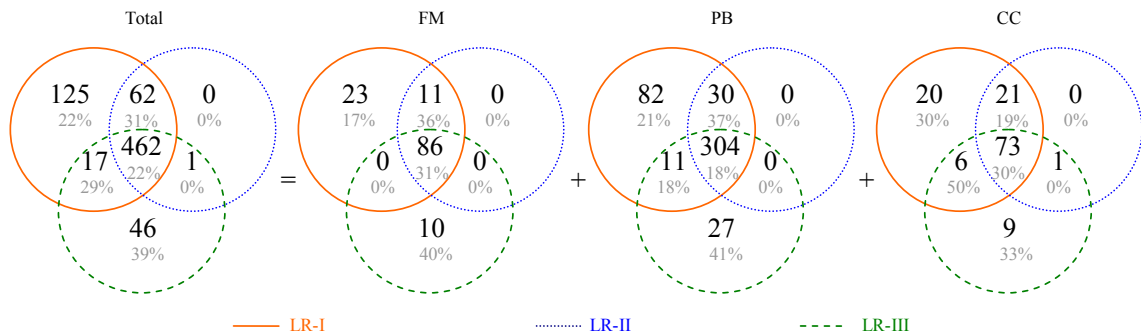 Total FM PB CC
125 62 0 23 11 0 82 30 0 20 21 0
22% 31% 0% 17% 36% 0% 21% 37% 0% 30% 19% 0%
17 462 1 0 86 0 11 304 0 6 73 1
29% 22% 0% = 0% 31% 0% + 18% 18% 0% + 50% 30% 0%
46 10 27 9
39% 40% 41% 33%
LR-I LR-II LR-III